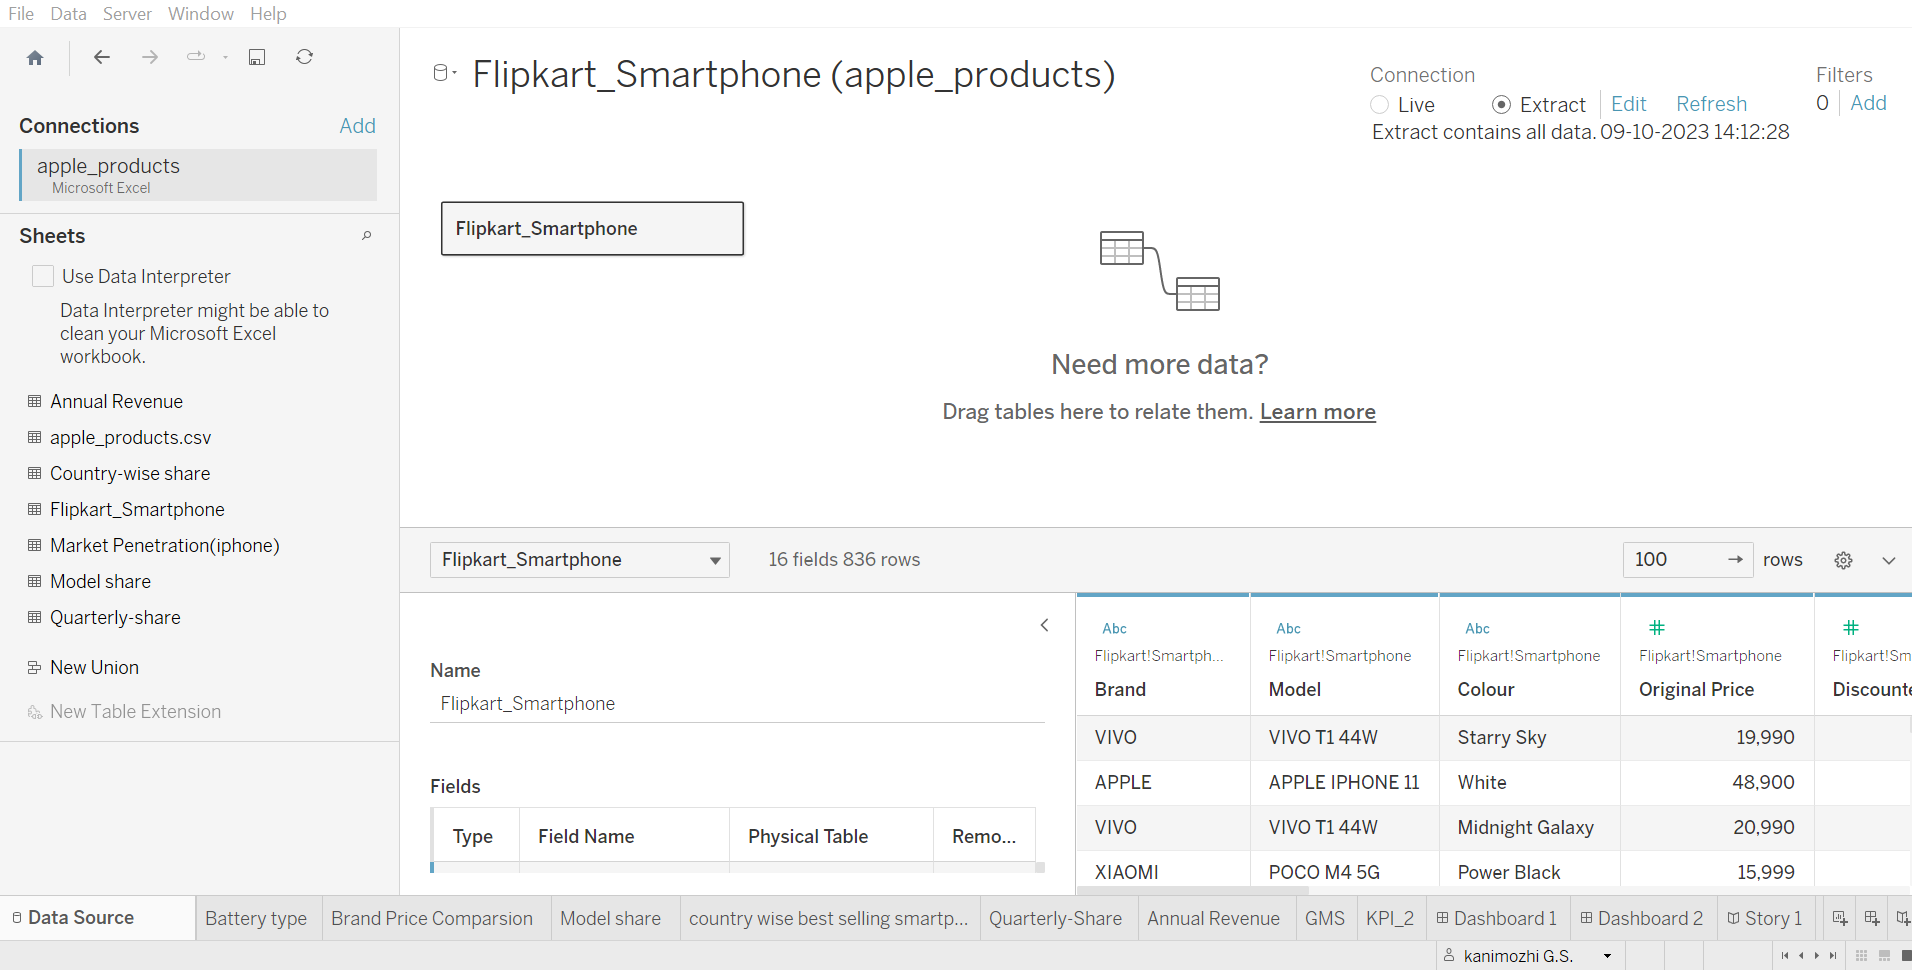 File Data Server Window Help
Flipkart_Smartphone (apple_products)
Connection
Live Extract Edit Refresh
Extract contains all data. 09-10-2023 14:12:28
Filters
0 Add
Connections Add
apple_products
Microsoft Excel
Sheets
Use Data Interpreter
Data Interpreter might be able to
clean your Microsoft Excel
workbook.
Annual Revenue
apple_products.csv
Country-wise share
Flipkart_Smartphone
Market Penetration(iphone)
Model share
Quarterly-share
New Union
New Table Extension
Flipkart_Smartphone
Need more data?
Drag tables here to relate them. Learn more
Flipkart_Smartphone 16 fields 836 rows 100 rows
Name
Flipkart_Smartphone
Fields
Type Field Name Physical Table Remo...
Abc Abc Abc # #
Flipkart!Smartph... Flipkart!Smartphone Flipkart!Smartphone Flipkart!Smartphone Flipkart!Sm
Brand Model Colour Original Price Discounte
VIVO VIVO T1 44W Starry Sky 19,990
APPLE APPLE IPHONE 11 White 48,900
VIVO VIVO T1 44W Midnight Galaxy 20,990
XIAOMI POCO M4 5G Power Black 15,999
Data Source Battery type Brand Price Comparsion Model share country wise best selling smartp... Quarterly-Share Annual Revenue GMS KPI_2 Dashboard 1 Dashboard 2 Story 1
kanimozhi G.S.